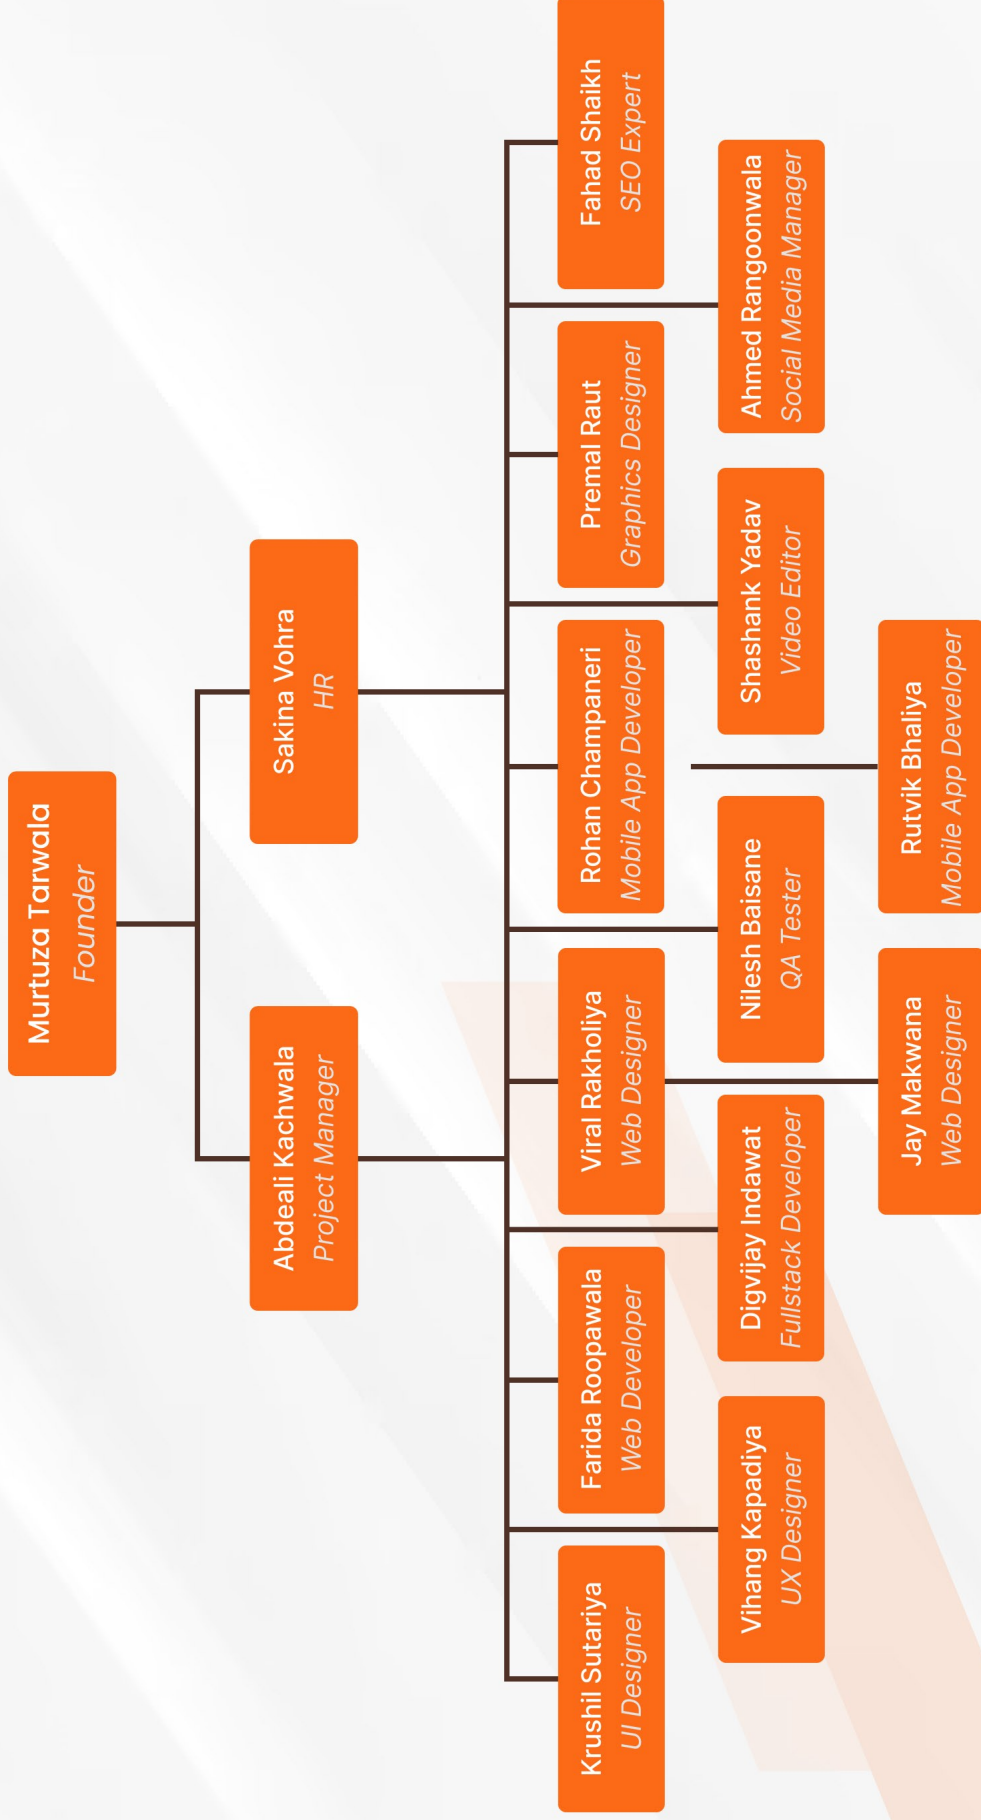 Murtuza Tarwala
Founder
Abdeali Kachwala
Project Manager
Sakina Vohra
HR
Krushil Sutariya
UI Designer
Farida Roopawala
Web Developer
Viral Rakholiya
Web Designer
Rohan Champaneri
Mobile App Developer
Premal Raut
Graphics Designer
Fahad Shaikh
SEO Expert
Vihang Kapadiya
UX Designer
Digvijay Indawat
Fullstack Developer
Nilesh Baisane
QA Tester
Shashank Yadav
Video Editor
Ahmed Rangoonwala
Social Media Manager
Jay Makwana
Web Designer
Rutvik Bhaliya
Mobile App Developer